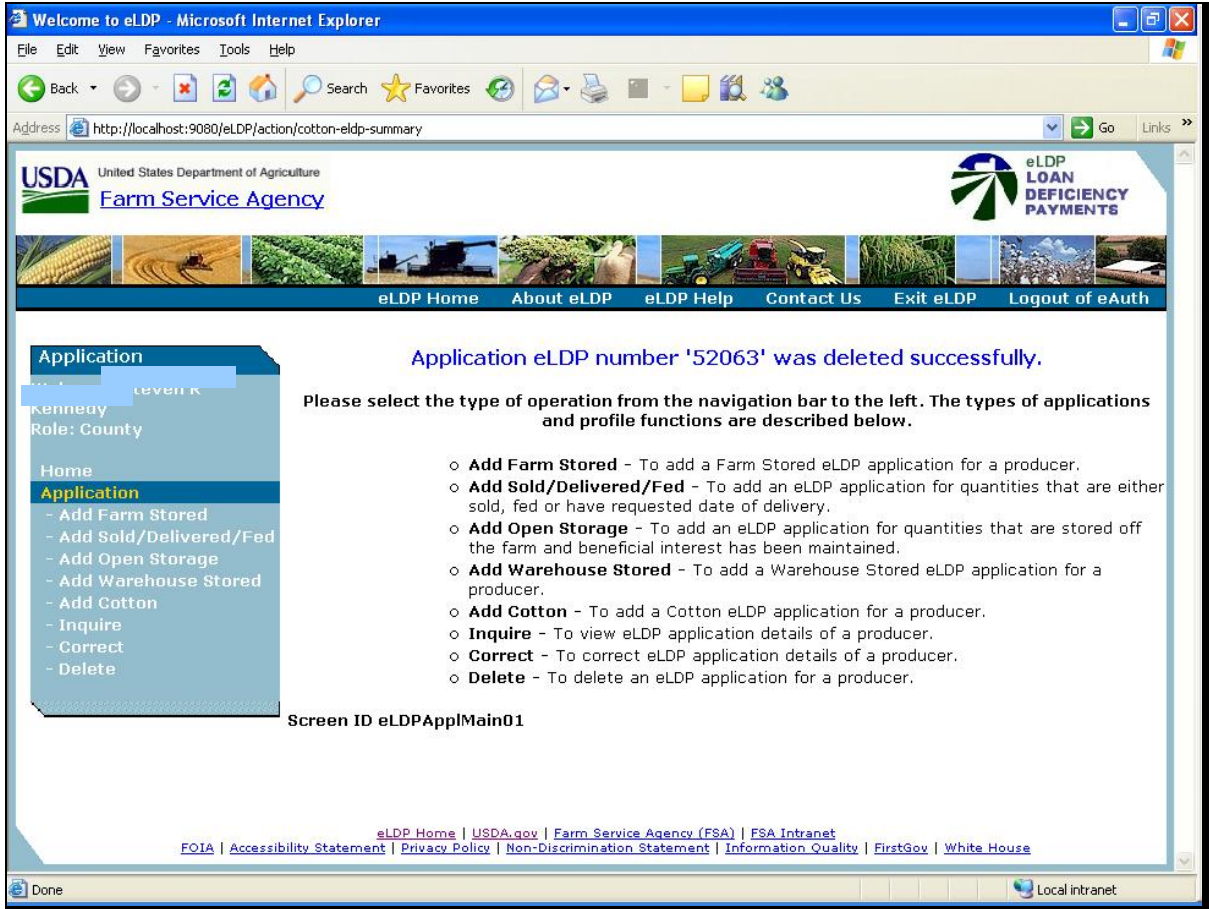 Welcome to eLDP - Microsoft Internet Explorer
File Edit View Favorites Tools Help
Back Search Favorites
Address http://localhost:9080/eLDP/action/cotton-eldp-summary Go Links »
USDA United States Department of Agriculture
Farm Service Agency
eLDP
LOAN
DEFICIENCY
PAYMENTS
eLDP Home About eLDP eLDP Help Contact Us Exit eLDP Logout of eAuth
Application
Role: County
Home
Application
- Add Farm Stored
- Add Sold/Delivered/Fed
- Add Open Storage
- Add Warehouse Stored
- Add Cotton
- Inquire
- Correct
- Delete
Application eLDP number '52063' was deleted successfully.
Please select the type of operation from the navigation bar to the left. The types of applications
and profile functions are described below.
Add Farm Stored - To add a Farm Stored eLDP application for a producer.
Add Sold/Delivered/Fed - To add an eLDP application for quantities that are either
sold, fed or have requested date of delivery.
Add Open Storage - To add an eLDP application for quantities that are stored off
the farm and beneficial interest has been maintained.
Add Warehouse Stored - To add a Warehouse Stored eLDP application for a
producer.
Add Cotton - To add a Cotton eLDP application for a producer.
Inquire - To view eLDP application details of a producer.
Correct - To correct eLDP application details of a producer.
Delete - To delete an eLDP application for a producer.
Screen ID eLDPApplMain01
eLDP Home | USDA.gov | Farm Service Agency (FSA) | FSA Intranet
FOIA | Accessibility Statement | Privacy Policy | Non-Discrimination Statement | Information Quality | FirstGov | White House
Done Local intranet